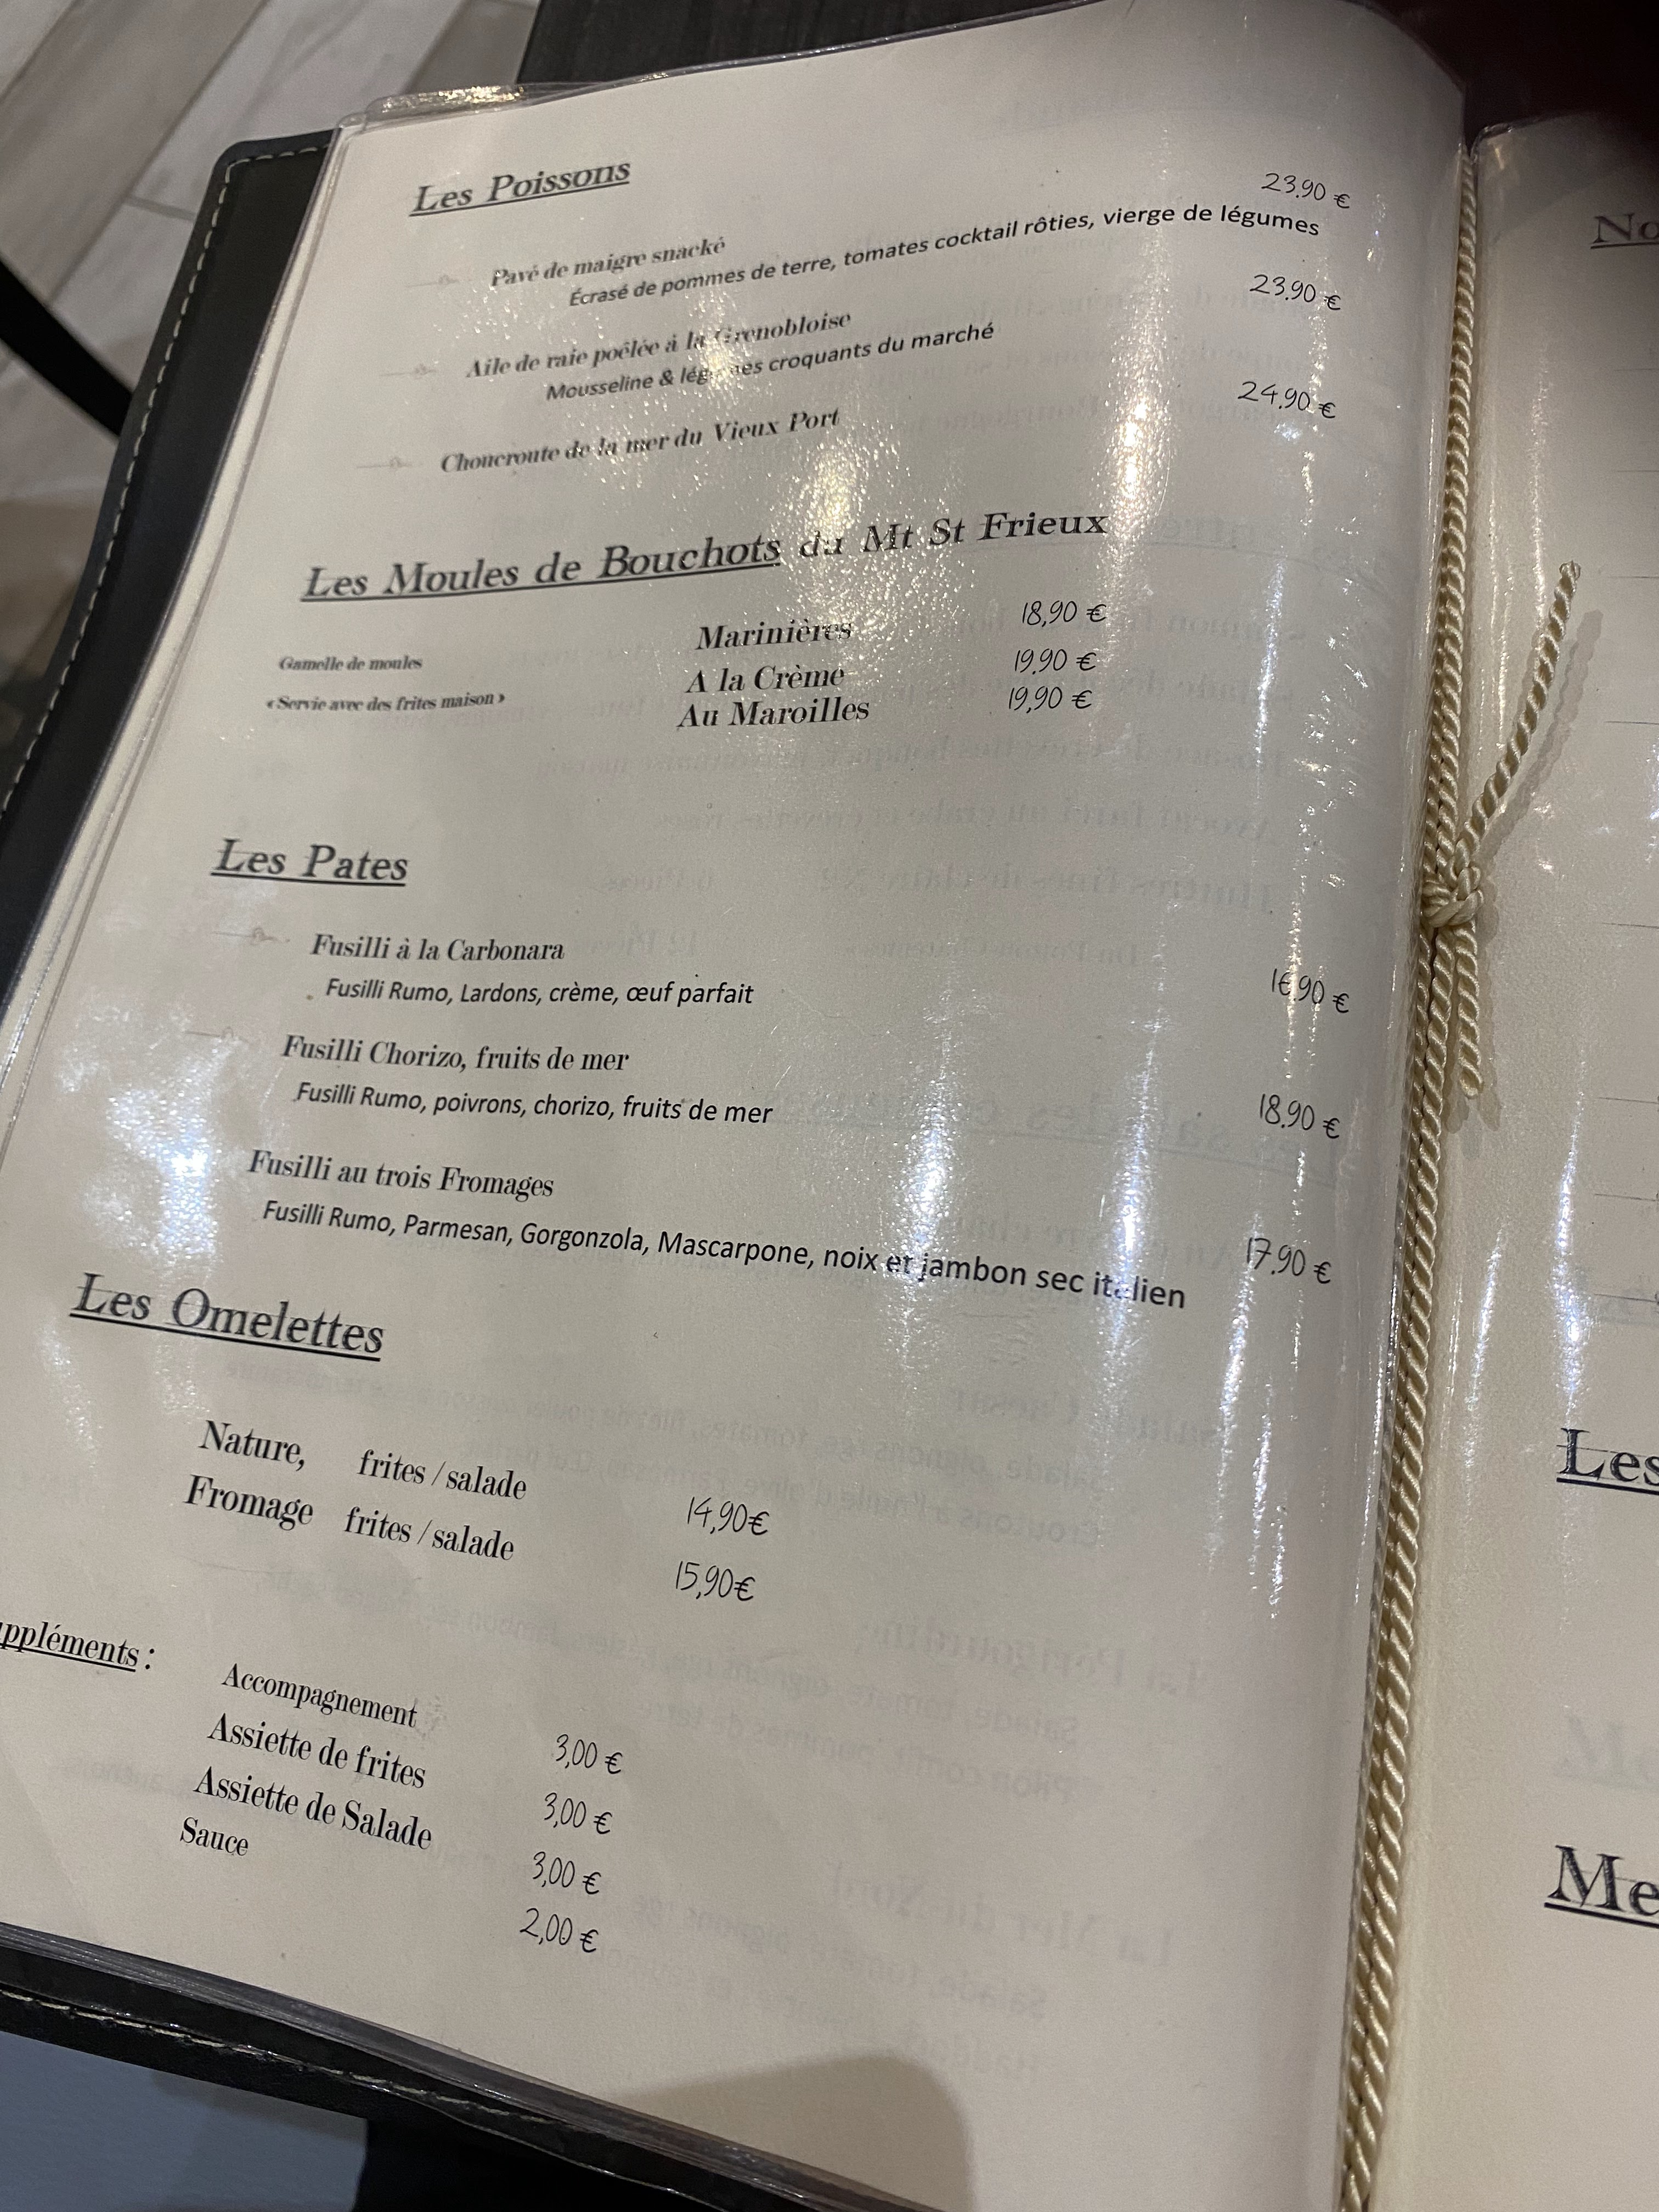 Les Poissons
Pavé de maigre snacké 23.90 €
Écrasé de pommes de terre, tomates cocktail rôties, vierge de légumes
Aile de raie poêlée à la Grenobloise 23.90 €
Mousseline & légumes croquants du marché
Choucroute de la mer du Vieux Port 24.90 €
Les Moules de Bouchots du Mt St Frieux
Marinières 18,90 €
Gamelle de moules A la Crème 19.90 €
« Servie avec des frites maison » Au Maroilles 19,90 €
Les Pates
Fusilli à la Carbonara
Fusilli Rumo, Lardons, crème, œuf parfait 16.90 €
Fusilli Chorizo, fruits de mer
Fusilli Rumo, poivrons, chorizo, fruits de mer 18.90 €
Fusilli au trois Fromages
Fusilli Rumo, Parmesan, Gorgonzola, Mascarpone, noix et jambon sec italien 17.90 €
Les Omelettes
Nature, frites / salade 14,90€
Fromage frites / salade 15,90€
uppléments :
Accompagnement 3,00 €
Assiette de frites 3,00 €
Assiette de Salade 3,00 €
Sauce 2,00 €
No
Les
Me